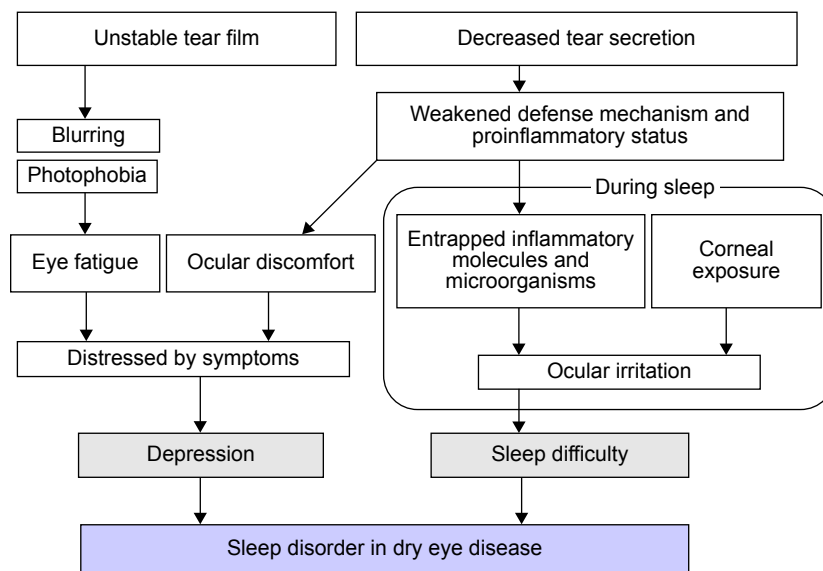 Unstable tear film
Decreased tear secretion
Weakened defense mechanism and
proinflammatory status
Blurring
Photophobia
During sleep
Eye fatigue
Ocular discomfort
Entrapped inflammatory
molecules and
microorganisms
Corneal
exposure
Distressed by symptoms
Ocular irritation
Depression
Sleep difficulty
Sleep disorder in dry eye disease